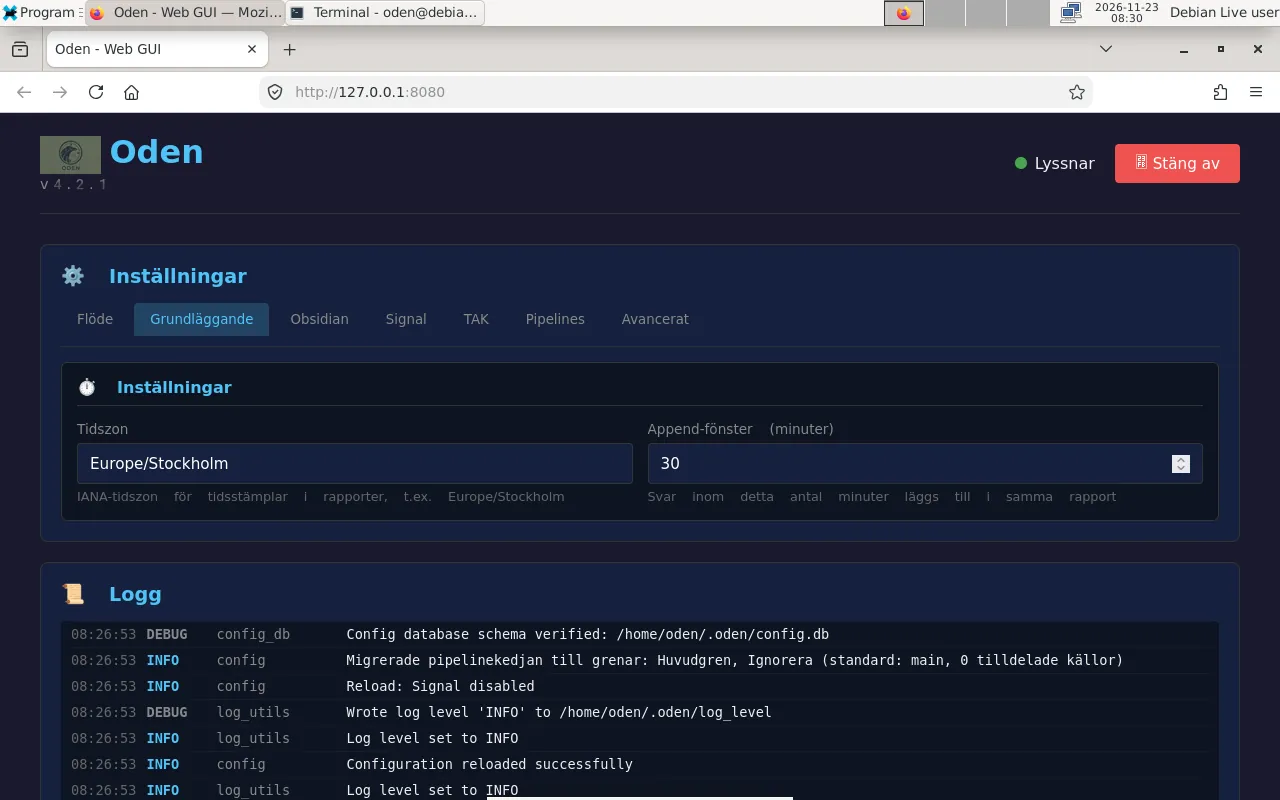 Program
Oden - Web GUI — Mozi...
Terminal - oden@debia...
2026-11-23
08:30
Debian Live user
Oden - Web GUI
http://127.0.0.1:8080
Oden
v4.2.1
Lyssnar
Stäng av
Inställningar
Flöde Grundläggande Obsidian Signal TAK Pipelines Avancerat
Inställningar
Tidszon Append-fönster (minuter)
Europe/Stockholm 30
IANA-tidszon för tidsstämplar i rapporter, t.ex. Europe/Stockholm Svar inom detta antal minuter läggs till i samma rapport
Logg
08:26:53 DEBUG config_db Config database schema verified: /home/oden/.oden/config.db
08:26:53 INFO config Migrerade pipelinekedjan till grenar: Huvudgren, Ignorera (standard: main, 0 tilldelade källor)
08:26:53 INFO config Reload: Signal disabled
08:26:53 DEBUG log_utils Wrote log level 'INFO' to /home/oden/.oden/log_level
08:26:53 INFO log_utils Log level set to INFO
08:26:53 INFO config Configuration reloaded successfully
08:26:53 INFO log_utils Log level set to INFO